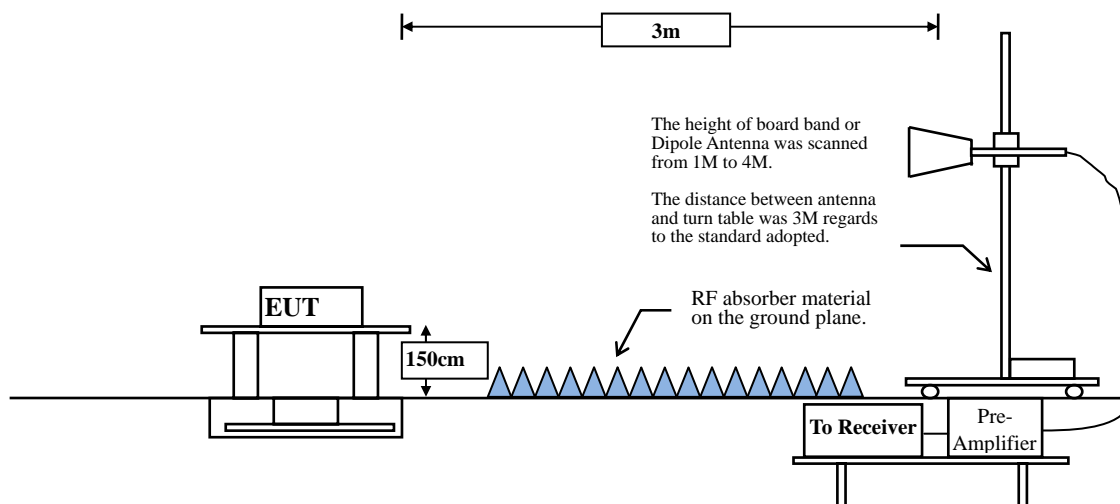 3m
The height of board band or
Dipole Antenna was scanned
from 1M to 4M.
The distance between antenna
and turn table was 3M regards
to the standard adopted.
RF absorber material
on the ground plane.
EUT
150cm
To Receiver
Pre-
Amplifier